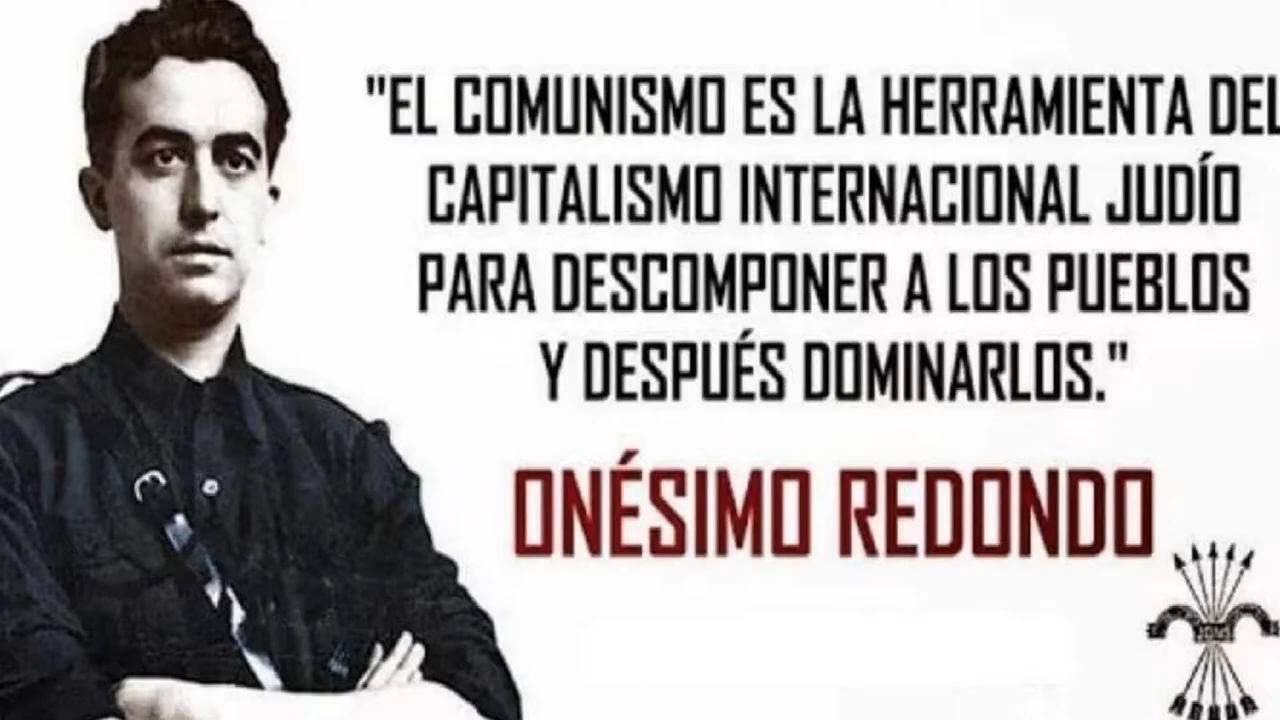 "EL COMUNISMO ES LA HERRAMIENTA DEL
CAPITALISMO INTERNACIONAL JUDÍO
PARA DESCOMPONER A LOS PUEBLOS
Y DESPUÉS DOMINARLOS."
ONÉSIMO REDONDO